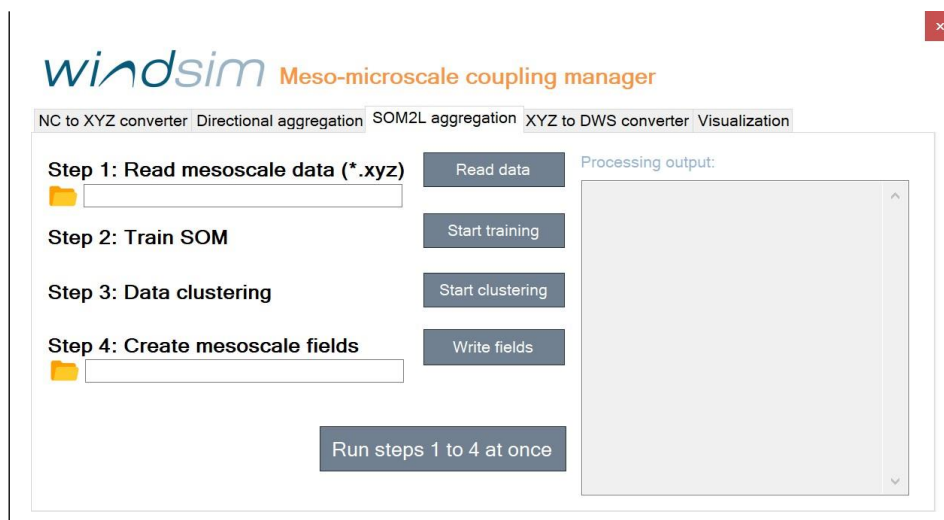 ×
windsim Meso-microscale coupling manager
NC to XYZ converter Directional aggregation SOM2L aggregation XYZ to DWS converter Visualization
Step 1: Read mesoscale data (*.xyz)
Read data
Processing output:
Step 2: Train SOM
Start training
Step 3: Data clustering
Start clustering
Step 4: Create mesoscale fields
Write fields
Run steps 1 to 4 at once